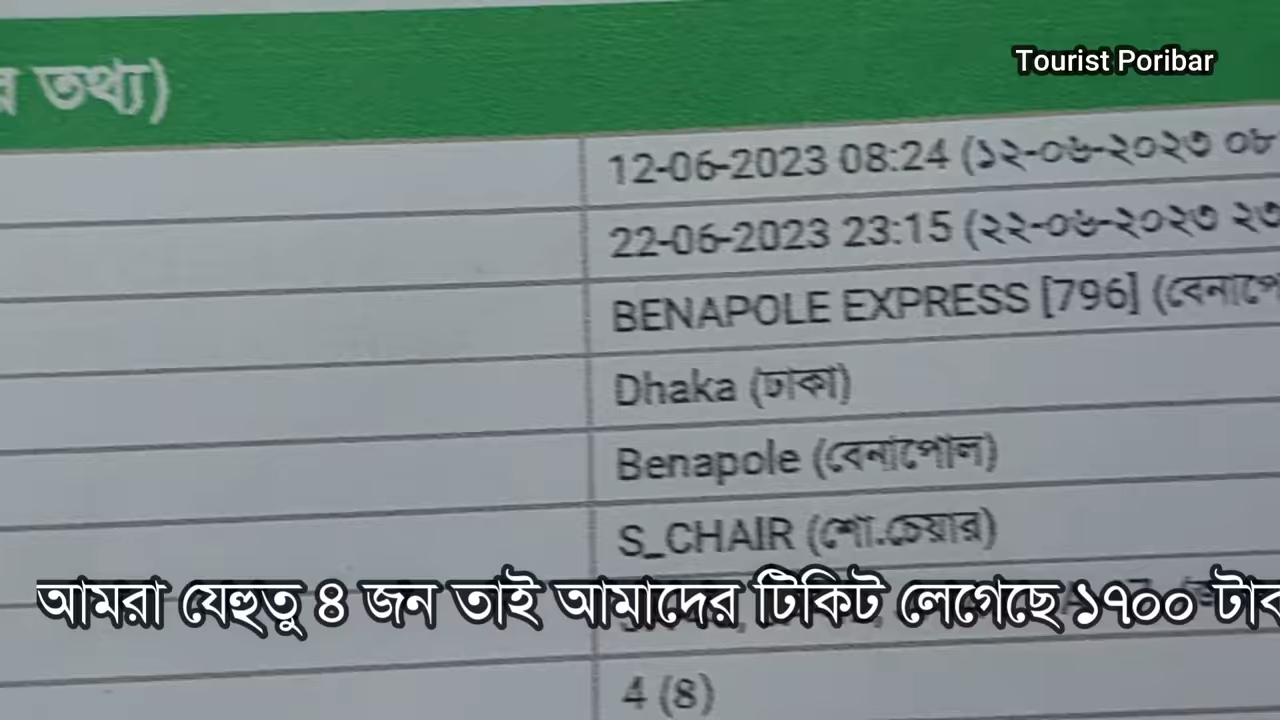 Tourist Poribar
র তথ্য)
12-06-2023 08:24 (১২-০৬-২০২৩ ০৮
22-06-2023 23:15 (২২-০৬-২০২৩ ২৩
BENAPOLE EXPRESS [796] (বেনাপো
Dhaka (ঢাকা)
Benapole (বেনাপোল)
S_CHAIR (শো.চেয়ার)
আমরা যেহুতু ৪ জন তাই আমাদের টিকিট লেগেছে ১৭০০ টাক
4 (৪)